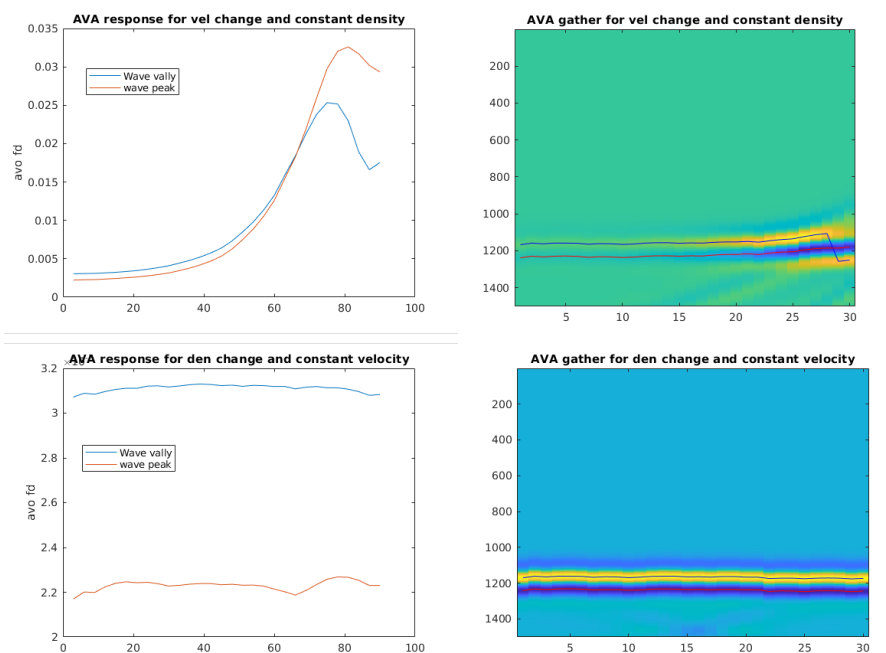 AVA response for vel change and constant density
0.035
0.03
0.025
0.02
0.015
0.01
0.005
0
avo fd
Wave vally
wave peak
0 20 40 60 80 100
AVA gather for vel change and constant density
200
400
600
800
1000
1200
1400
5 10 15 20 25 30
AVA response for den change and constant velocity
3.2
3
2.8
2.6
2.4
2.2
2
avo fd
Wave vally
wave peak
0 20 40 60 80 100
AVA gather for den change and constant velocity
200
400
600
800
1000
1200
1400
5 10 15 20 25 30